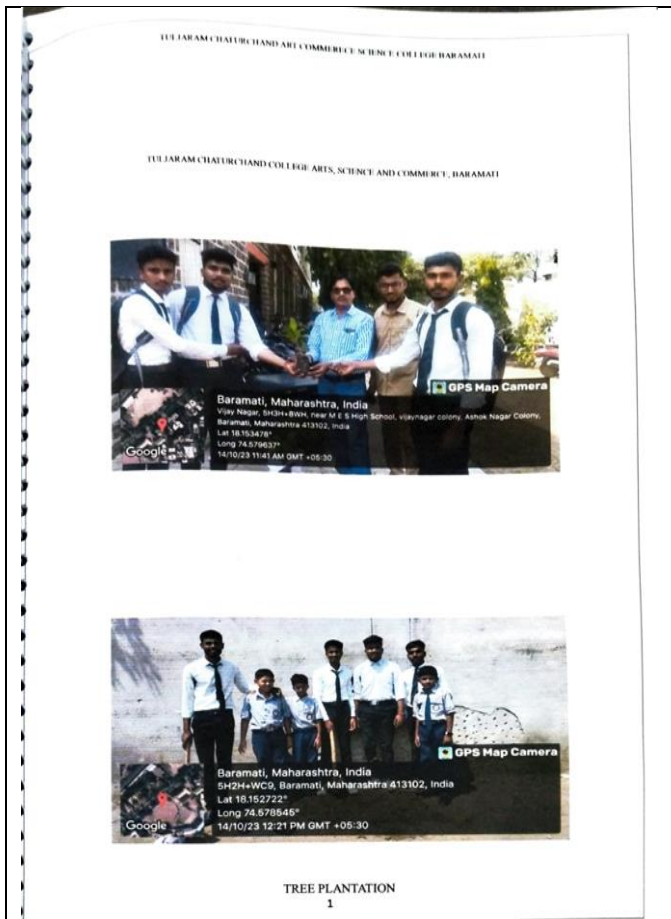 TULJARAM CHATURCHAND ART COMMERECE SCIENCE COLLEGE BARAMATI
TULJARAM CHATURCHAND COLLEGE ARTS, SCIENCE AND COMMERCE, BARAMATI
GPS Map Camera
Baramati, Maharashtra, India
Vijay Nagar, 5H3H+8WH, near M E S High School, vijaynagar colony, Ashok Nagar Colony,
Baramati, Maharashtra 413102, India
Lat 18.153478°
Long 74.579637°
14/10/23 11:41 AM GMT +05:30
Google
GPS Map Camera
Baramati, Maharashtra, India
5H2H+WC9, Baramati, Maharashtra 413102, India
Lat 18.152722°
Long 74.578545°
14/10/23 12:21 PM GMT +05:30
Google
TREE PLANTATION
1